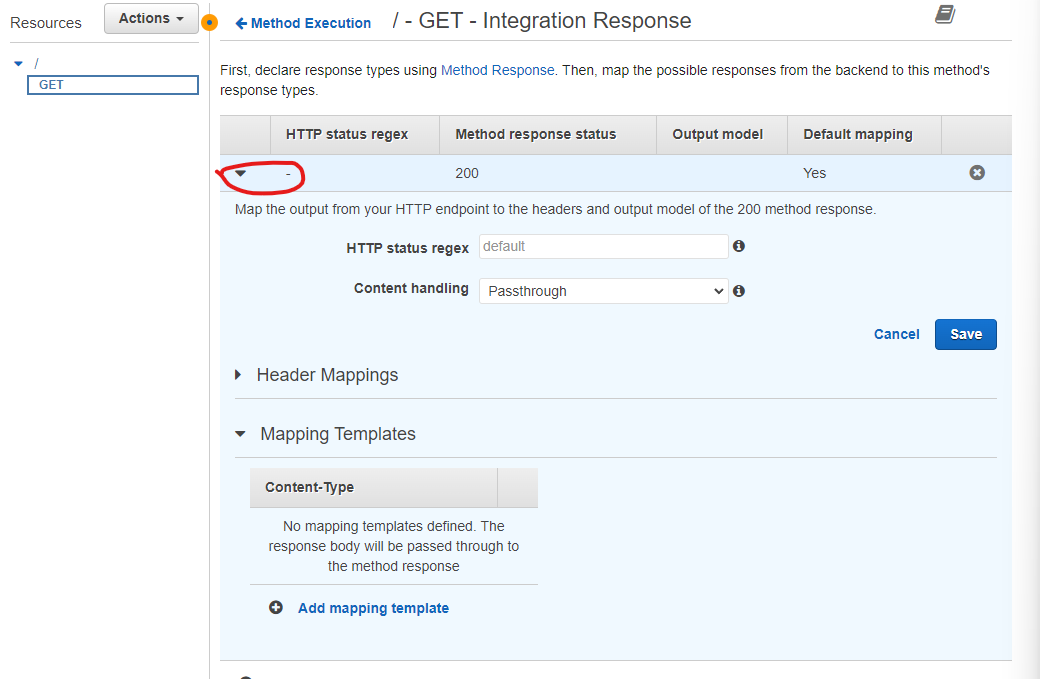 Resources
Actions
Method Execution / - GET - Integration Response
/
GET
First, declare response types using Method Response. Then, map the possible responses from the backend to this method's
response types.
HTTP status regex Method response status Output model Default mapping
- 200 Yes
Map the output from your HTTP endpoint to the headers and output model of the 200 method response.
HTTP status regex default
Content handling Passthrough
Cancel Save
Header Mappings
Mapping Templates
Content-Type
No mapping templates defined. The
response body will be passed through to
the method response
Add mapping template